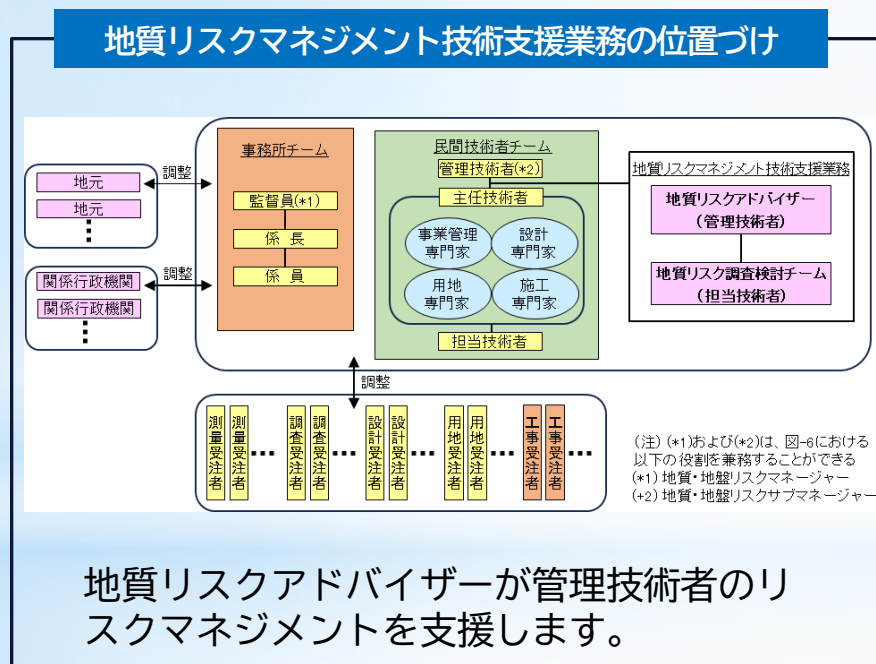 地質リスクマネジメント技術支援業務の位置づけ
事務所チーム
監督員(*1)
係 長
係 員
民間技術者チーム
管理技術者(*2)
主任技術者
事業管理
専門家
設計
専門家
用地
専門家
施工
専門家
担当技術者
地質リスクマネジメント技術支援業務
地質リスクアドバイザー
(管理技術者)
地質リスク調査検討チーム
(担当技術者)
調整
地元
地元
調整
関係行政機関
関係行政機関
調整
測量受注者
測量受注者
調査受注者
調査受注者
設計受注者
設計受注者
用地受注者
用地受注者
工事受注者
工事受注者
(注) (*1)および(*2)は、図-6における
以下の役割を兼務することができる
(*1) 地質・地盤リスクマネージャー
(*2) 地質・地盤リスクサブマネージャー
地質リスクアドバイザーが管理技術者のリ
スクマネジメントを支援します。